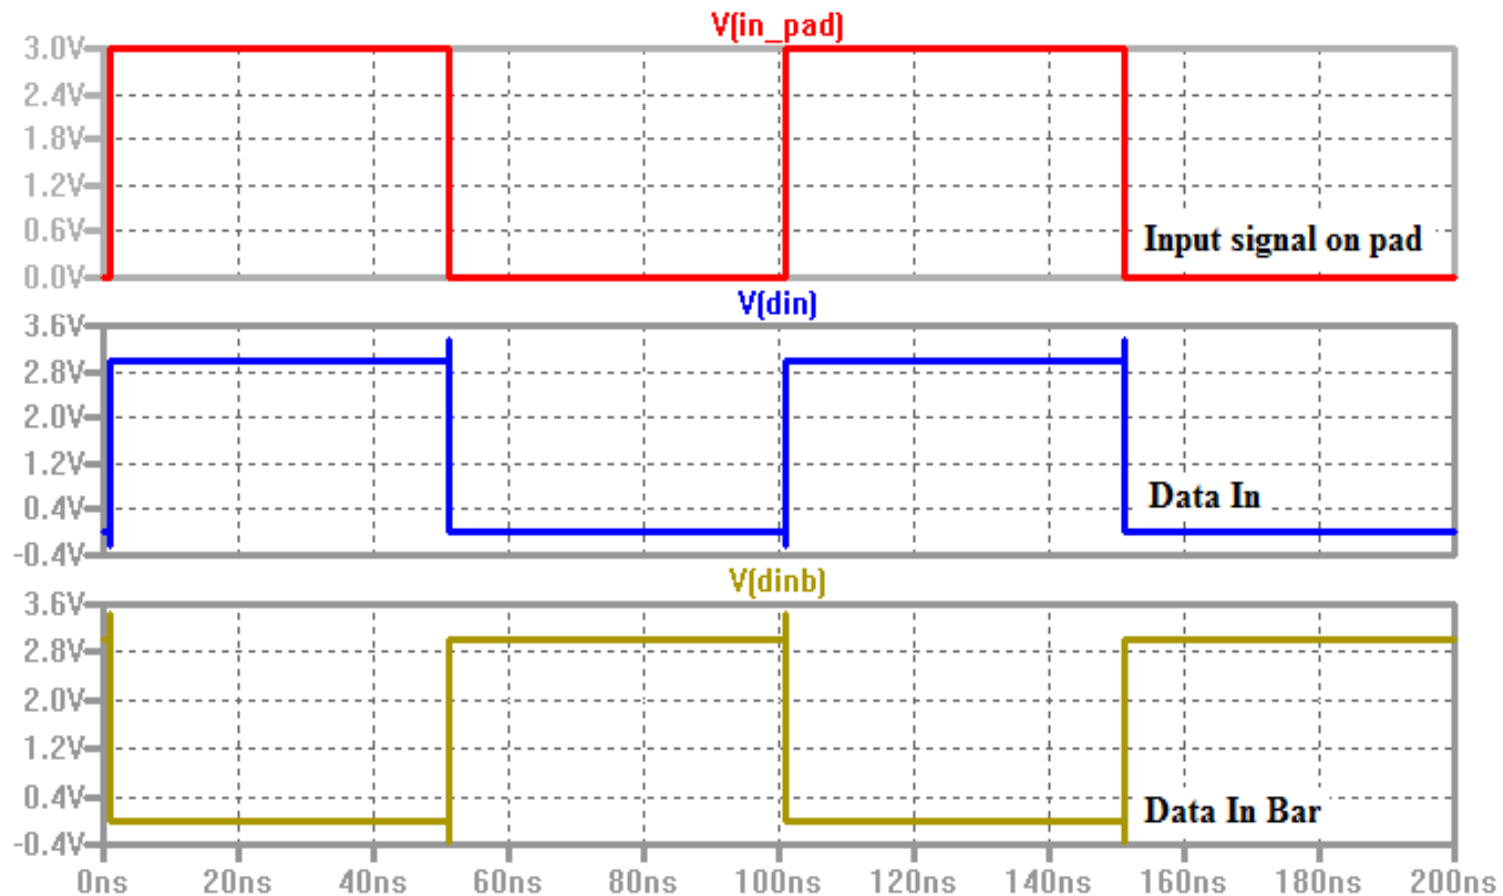 V(in_pad)
3.0V
2.4V
1.8V
1.2V
0.6V
0.0V
Input signal on pad
V(din)
3.6V
2.8V
2.0V
1.2V
0.4V
-0.4V
Data In
V(dinb)
3.6V
2.8V
2.0V
1.2V
0.4V
-0.4V
Data In Bar
0ns 20ns 40ns 60ns 80ns 100ns 120ns 140ns 160ns 180ns 200ns